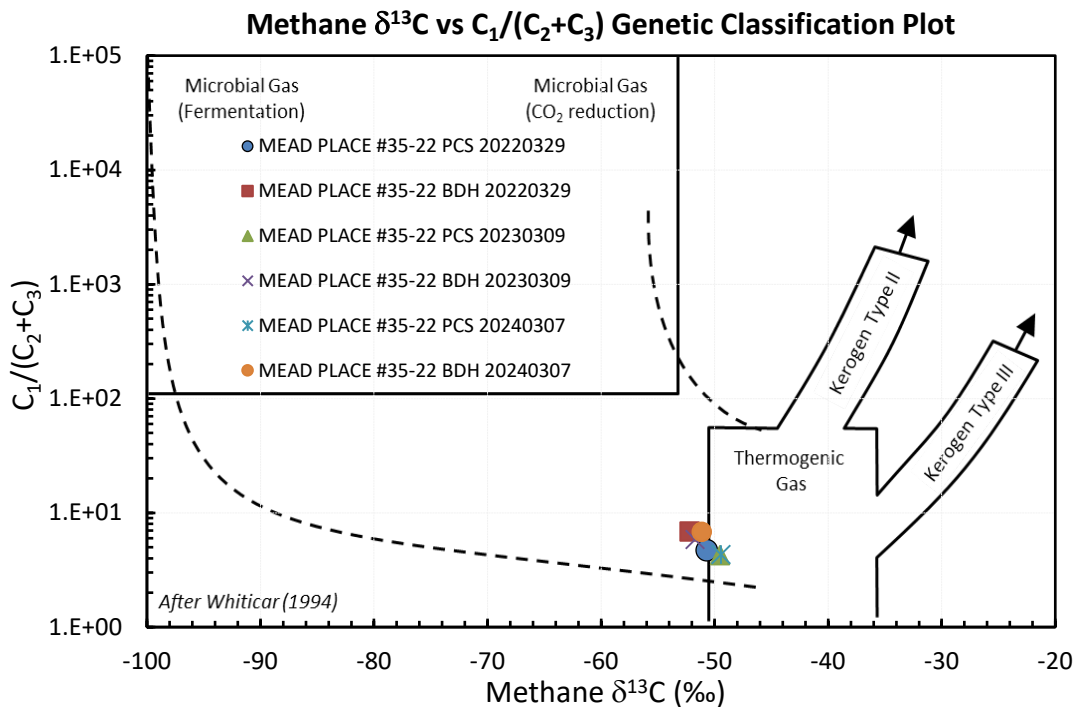 Methane δ¹³C vs C₁/(C₂+C₃) Genetic Classification Plot
C₁/(C₂+C₃)
1.E+05
1.E+04
1.E+03
1.E+02
1.E+01
1.E+00
Microbial Gas
(Fermentation)
Microbial Gas
(CO₂ reduction)
MEAD PLACE #35-22 PCS 20220329
MEAD PLACE #35-22 BDH 20220329
MEAD PLACE #35-22 PCS 20230309
MEAD PLACE #35-22 BDH 20230309
MEAD PLACE #35-22 PCS 20240307
MEAD PLACE #35-22 BDH 20240307
Kerogen Type II
Kerogen Type III
Thermogenic
Gas
After Whiticar (1994)
-100 -90 -80 -70 -60 -50 -40 -30 -20
Methane δ¹³C (‰)